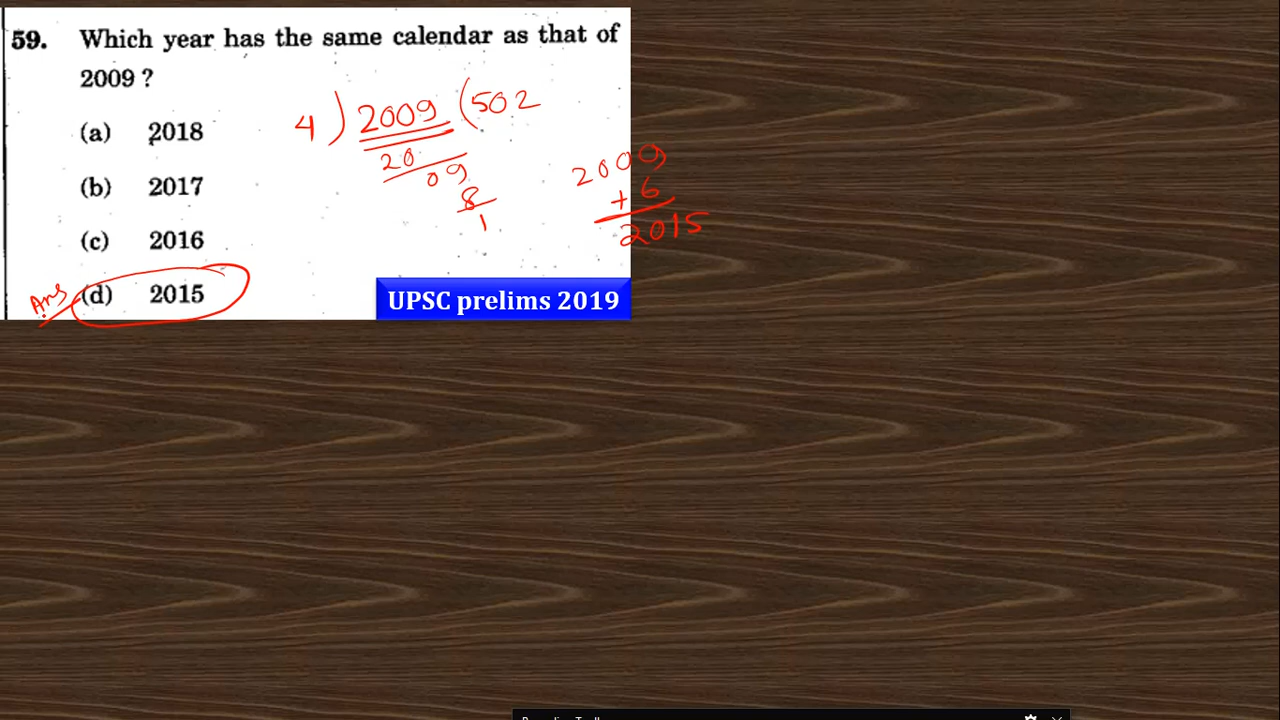 59. Which year has the same calendar as that of
2009 ?
(a) 2018
(b) 2017
(c) 2016
(d) 2015
Ans
4 ) 2009 ( 502
20
09
8
1
2009
+ 6
2015
UPSC prelims 2019